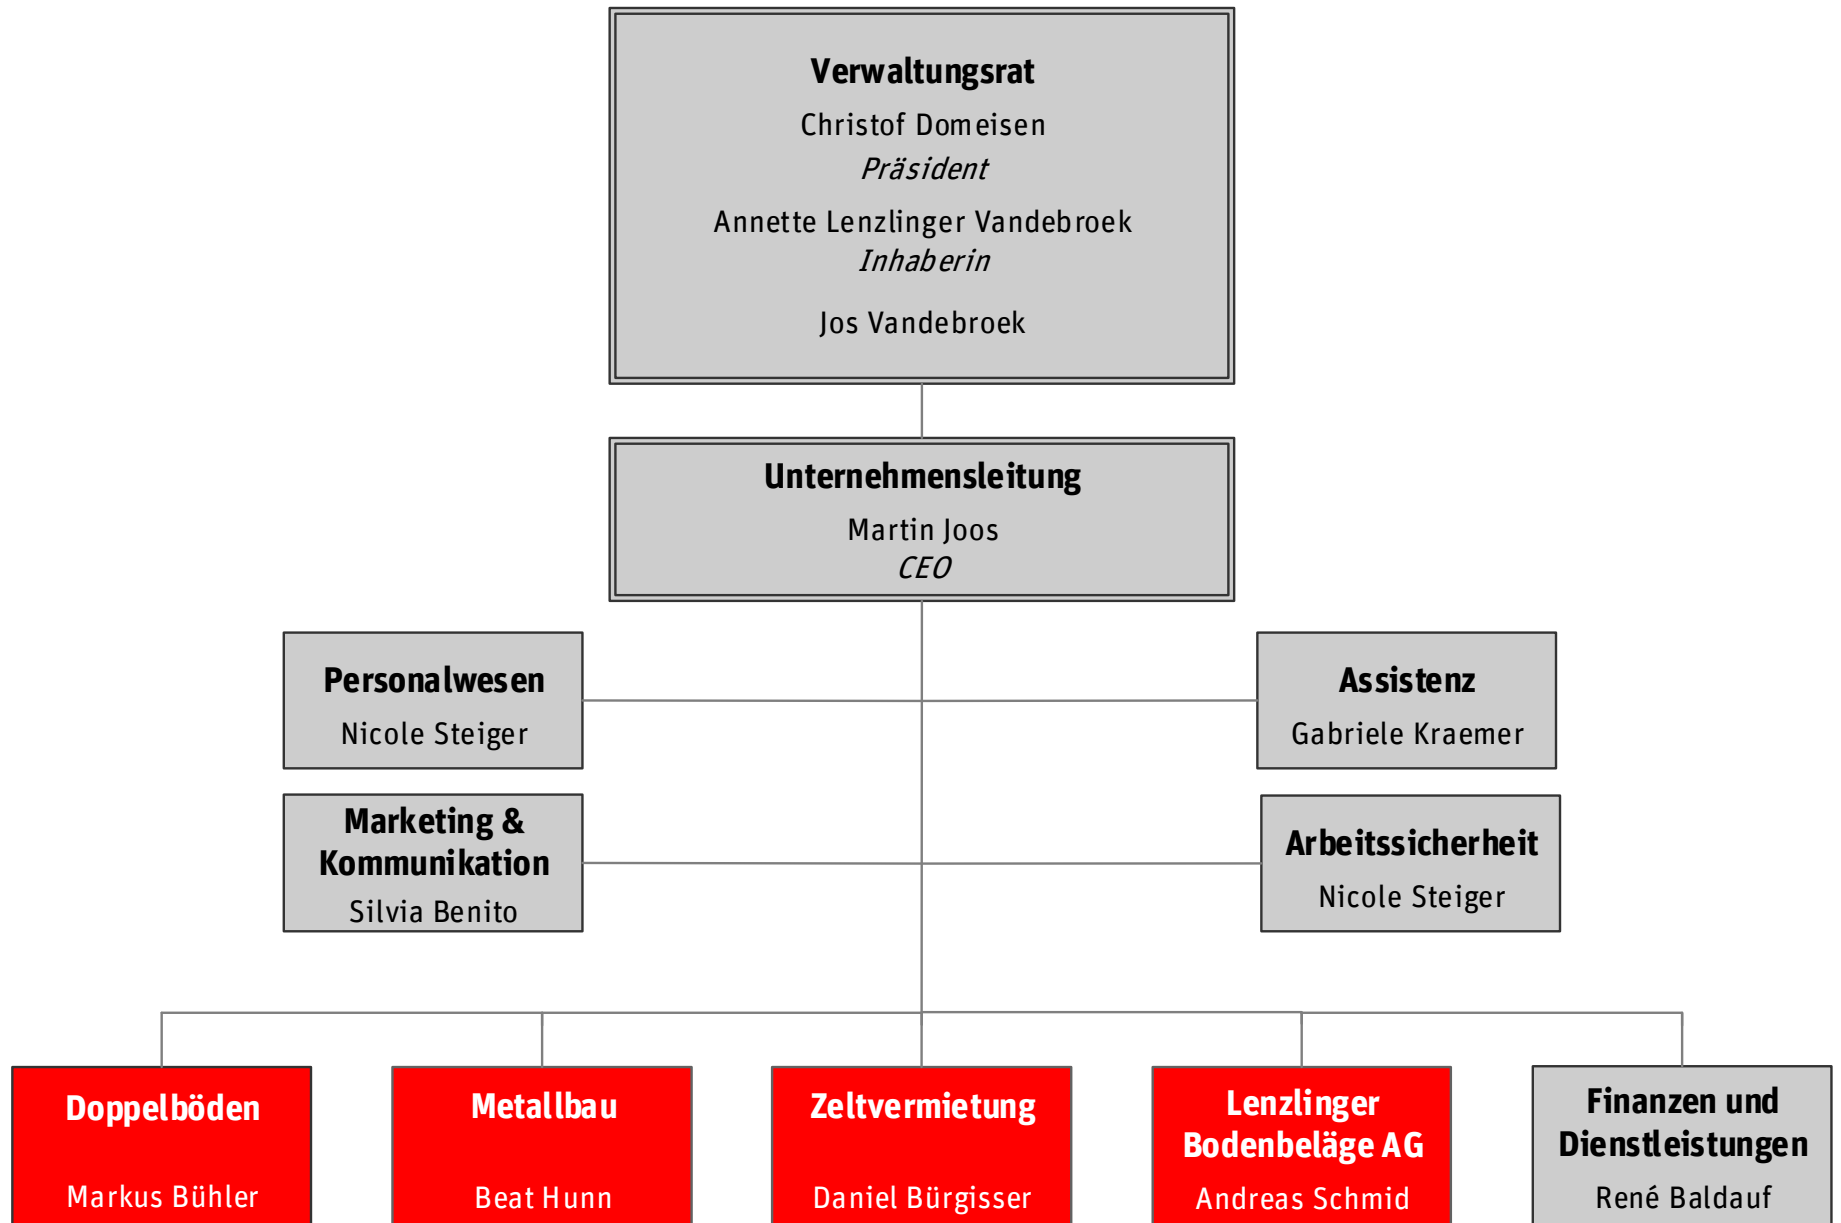 Verwaltungsrat
Christof Domeisen
Präsident
Annette Lenzlinger Vandebroek
Inhaberin
Jos Vandebroek
Unternehmensleitung
Martin Joos
CEO
Personalwesen
Nicole Steiger
Assistenz
Gabriele Kraemer
Marketing &
Kommunikation
Silvia Benito
Arbeitssicherheit
Nicole Steiger
Doppelböden
Markus Bühler
Metallbau
Beat Hunn
Zeltvermietung
Daniel Bürgisser
Lenzlinger
Bodenbeläge AG
Andreas Schmid
Finanzen und
Dienstleistungen
René Baldauf